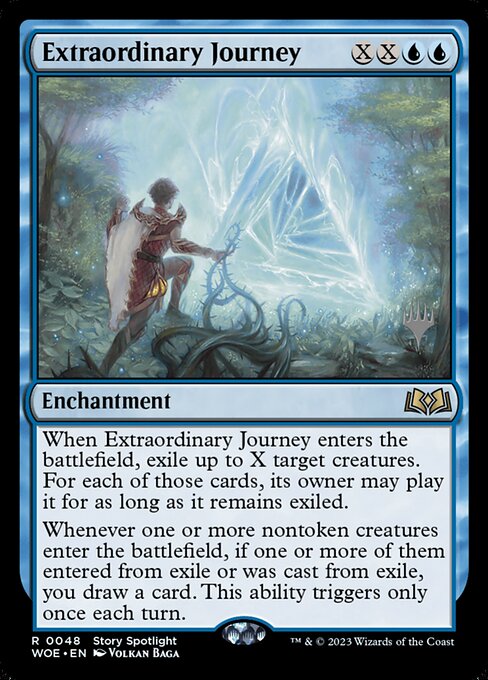 Extraordinary Journey XX
Enchantment
When Extraordinary Journey enters the
battlefield, exile up to X target creatures.
For each of those cards, its owner may play
it for as long as it remains exiled.
Whenever one or more nontoken creatures
enter the battlefield, if one or more of them
entered from exile or was cast from exile,
you draw a card. This ability triggers only
once each turn.
R 0048 Story Spotlight ™ & © 2023 Wizards of the Coast
WOE • EN Volkan Baga